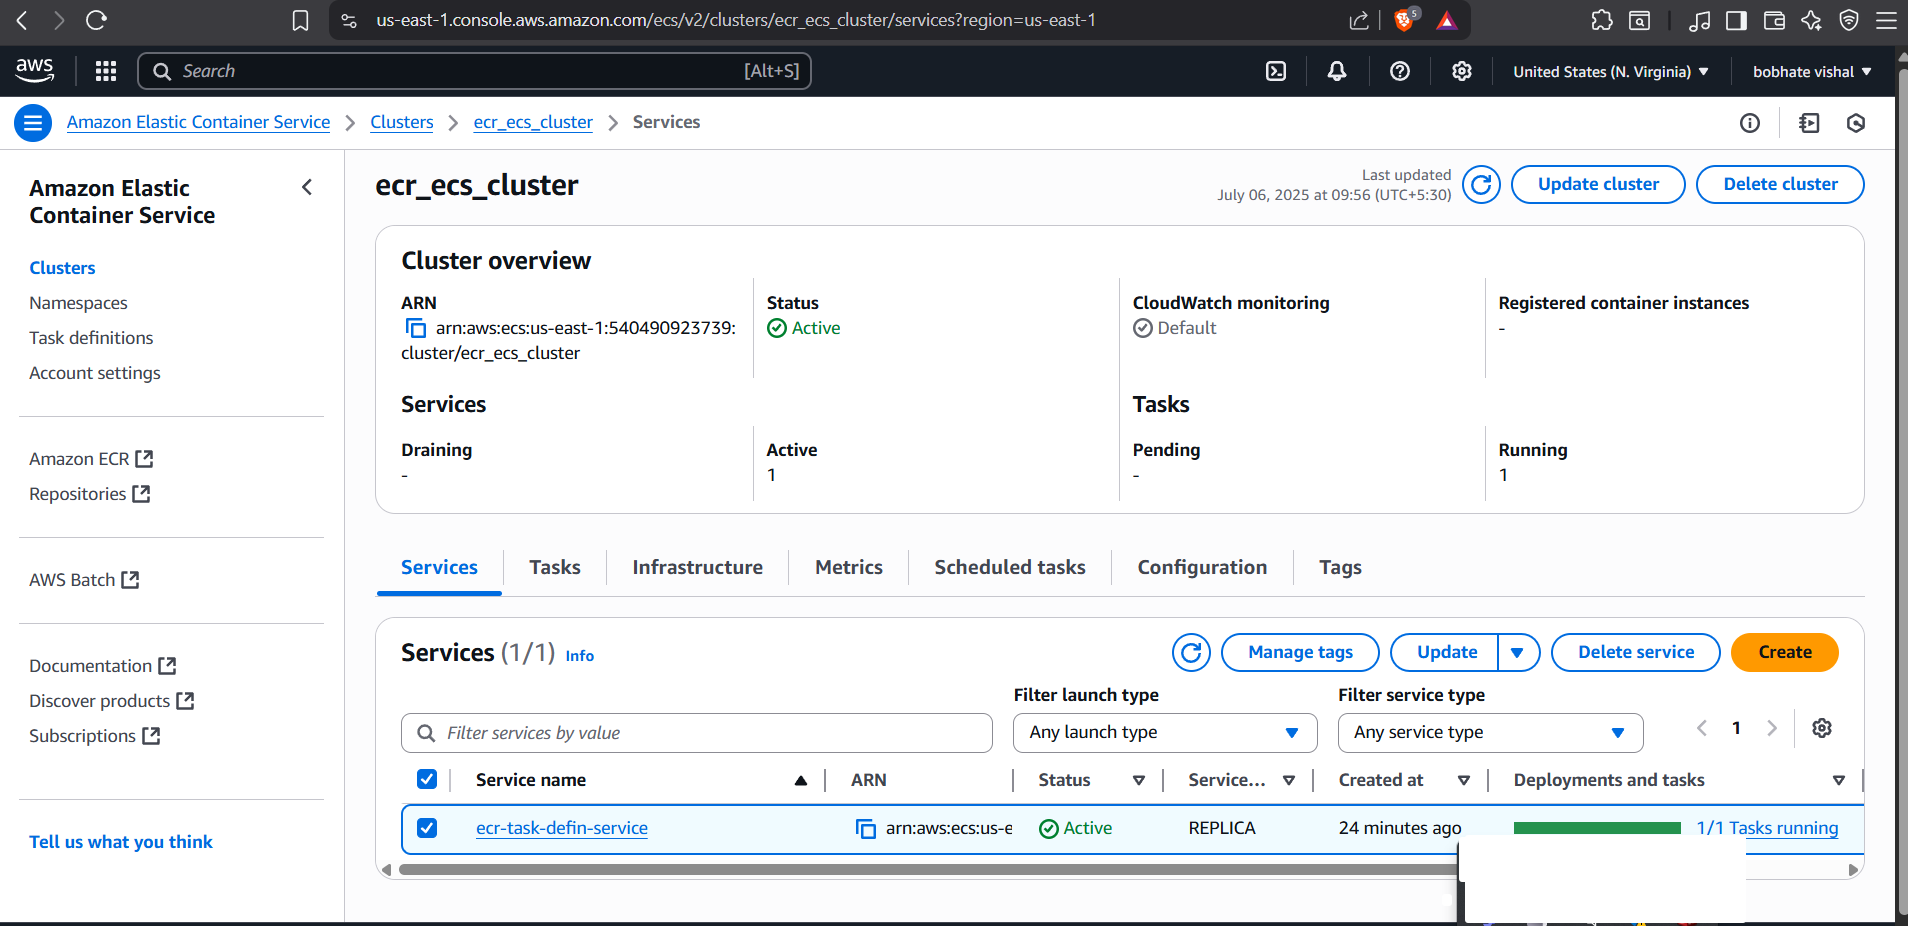 us-east-1.console.aws.amazon.com/ecs/v2/clusters/ecr_ecs_cluster/services?region=us-east-1
5
aws
Search
[Alt+S]
United States (N. Virginia)
bobhate vishal
Amazon Elastic Container Service
Clusters
ecr_ecs_cluster
Services
Amazon Elastic
Container Service
Clusters
Namespaces
Task definitions
Account settings
Amazon ECR
Repositories
AWS Batch
Documentation
Discover products
Subscriptions
Tell us what you think
ecr_ecs_cluster
Last updated
July 06, 2025 at 09:56 (UTC+5:30)
Update cluster
Delete cluster
Cluster overview
ARN
arn:aws:ecs:us-east-1:540490923739:
cluster/ecr_ecs_cluster
Status
Active
CloudWatch monitoring
Default
Registered container instances
-
Services
Tasks
Draining
-
Active
1
Pending
-
Running
1
Services
Tasks
Infrastructure
Metrics
Scheduled tasks
Configuration
Tags
Services (1/1) Info
Manage tags
Update
Delete service
Create
Filter launch type
Filter service type
Filter services by value
Any launch type
Any service type
1
Service name
ARN
Status
Service...
Created at
Deployments and tasks
ecr-task-defin-service
arn:aws:ecs:us-e
Active
REPLICA
24 minutes ago
1/1 Tasks running